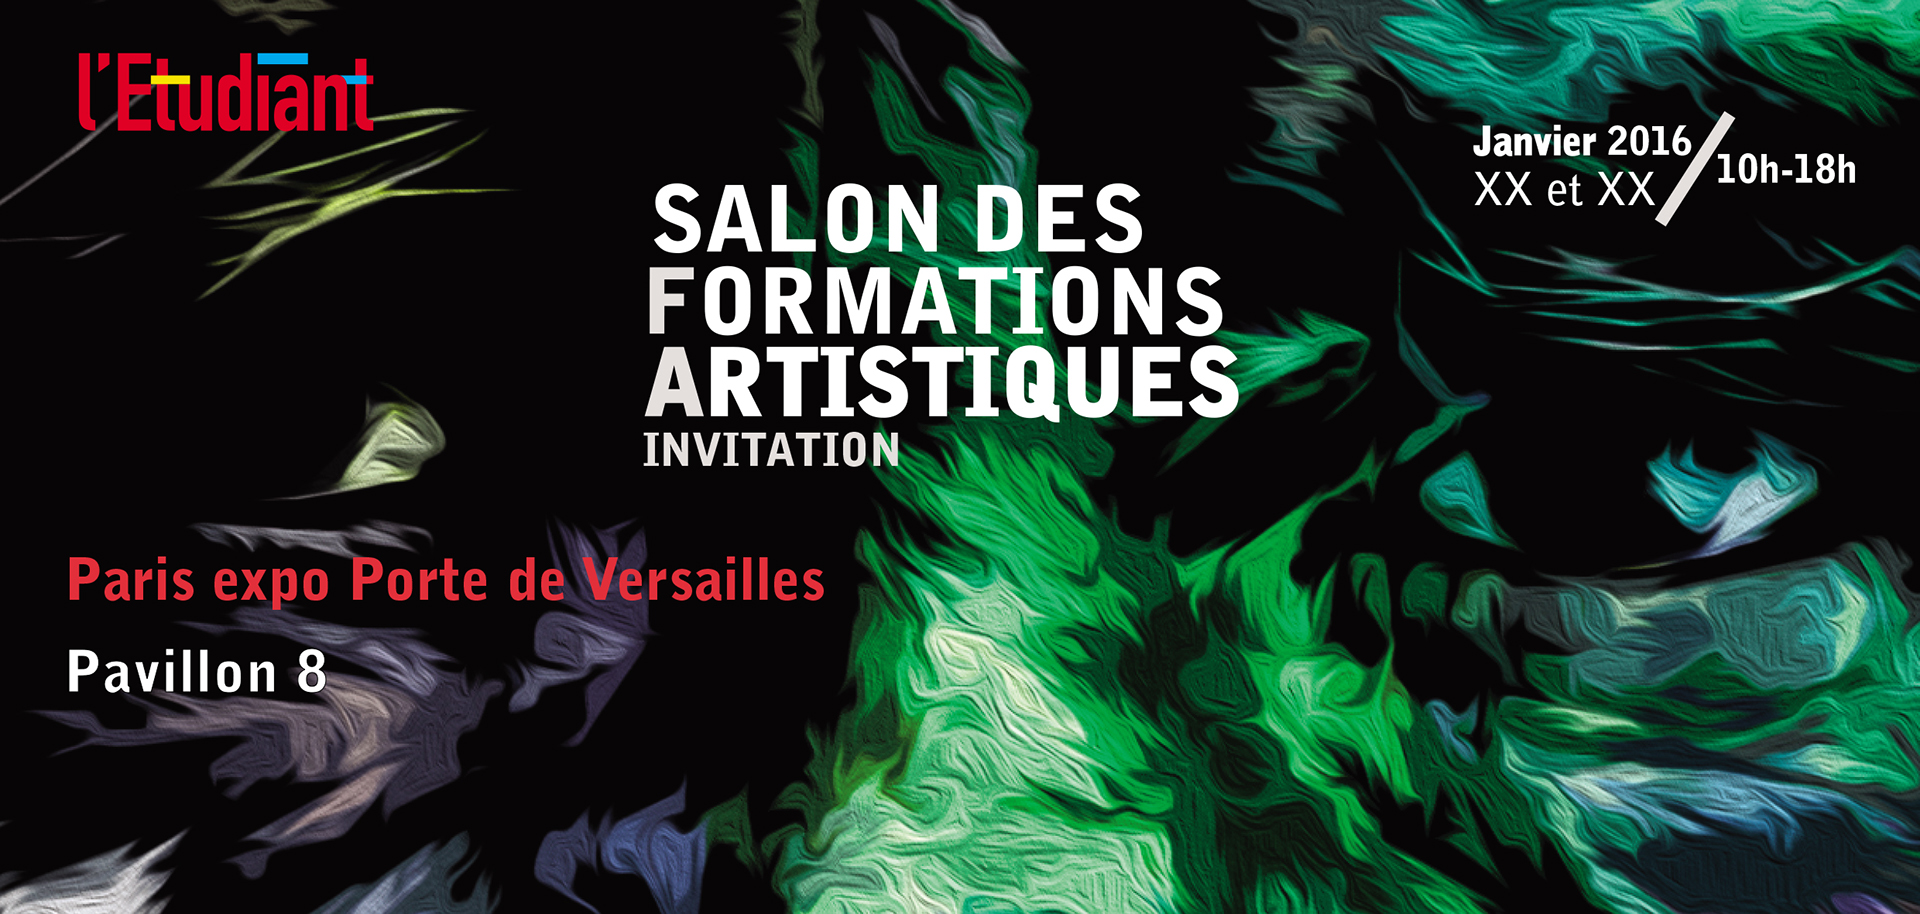 l'Etudiant
Janvier 2016
XX et XX
10h-18h
SALON DES
FORMATIONS
ARTISTIQUES
INVITATION
Paris expo Porte de Versailles
Pavillon 8